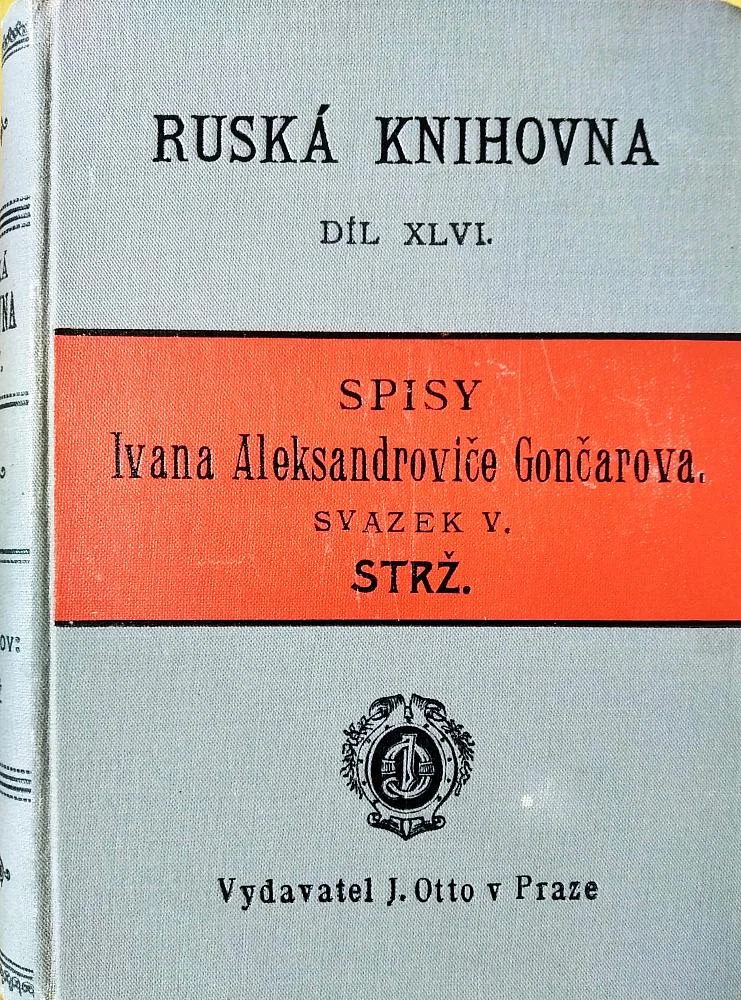 RUSKÁ KNIHOVNA
DÍL XLVI.
SPISY
Ivana Aleksandroviče Gončarova.
SVAZEK V.
STRŽ.
Vydavatel J. Otto v Praze